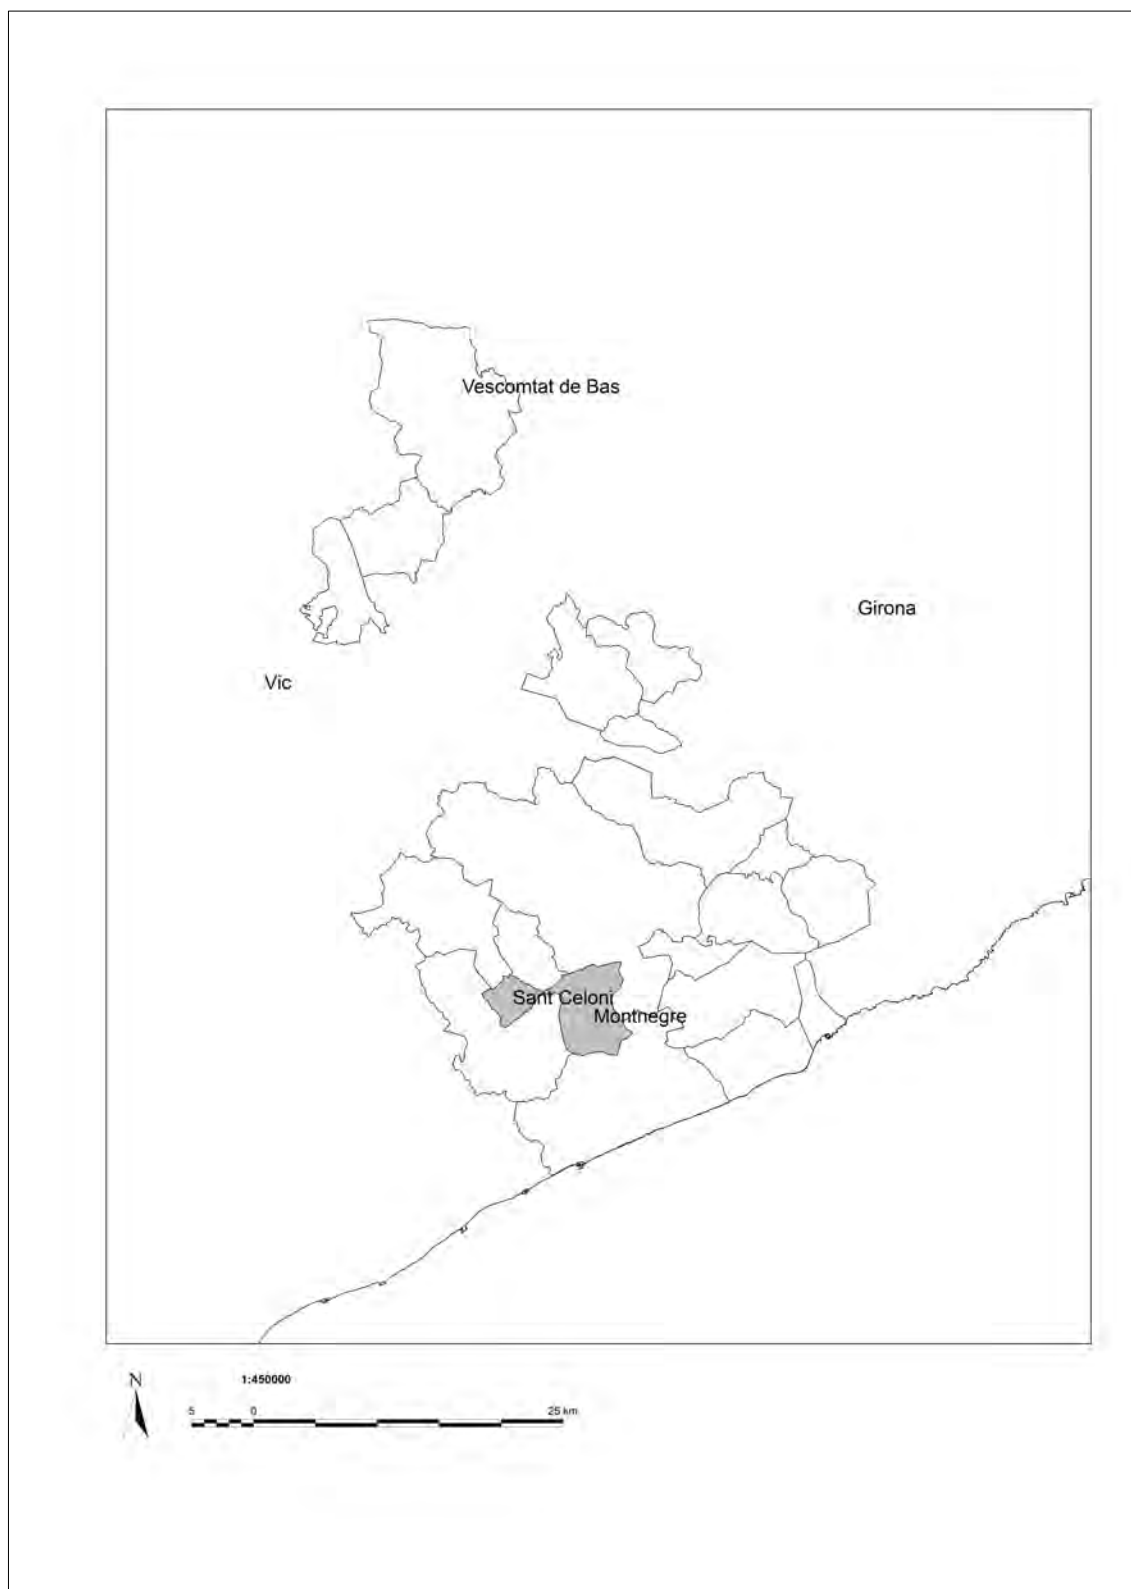 Vescomtat de Bas
Girona
Vic
Sant Celoni
Montnegre
N
1:450000
5 0 25 km